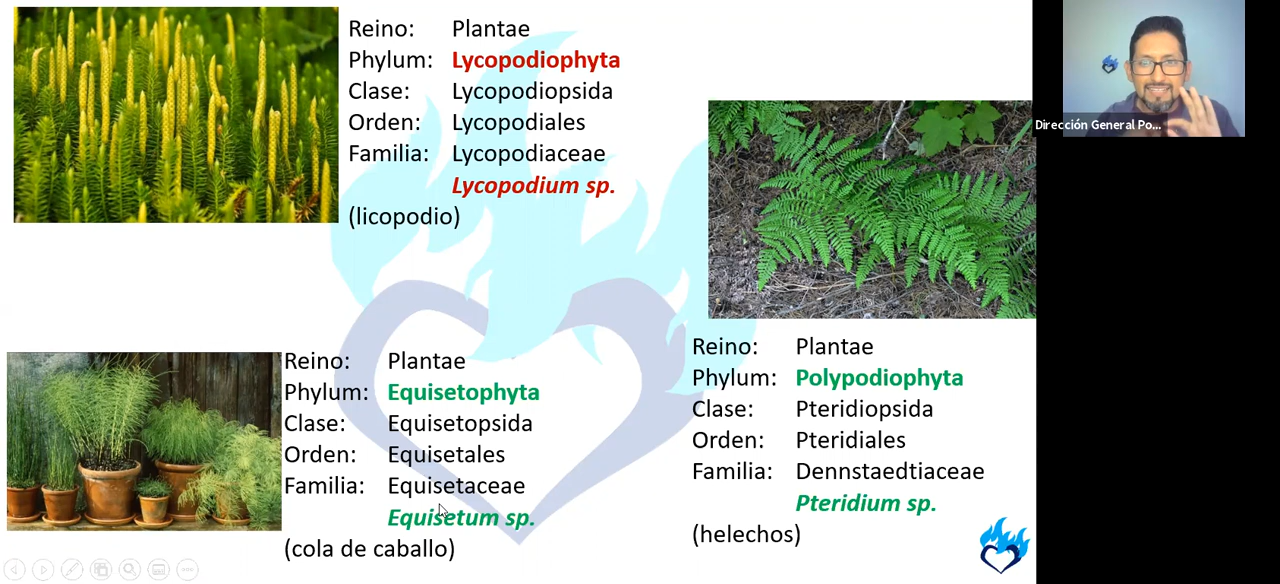 Reino: Plantae
Phylum: Lycopodiophyta
Clase: Lycopodiopsida
Orden: Lycopodiales
Familia: Lycopodiaceae
Lycopodium sp.
(licopodio)
Dirección General Po...
Reino: Plantae
Phylum: Equisetophyta
Clase: Equisetopsida
Orden: Equisetales
Familia: Equisetaceae
Equisetum sp.
(cola de caballo)
Reino: Plantae
Phylum: Polypodiophyta
Clase: Pteridiopsida
Orden: Pteridiales
Familia: Dennstaedtiaceae
Pteridium sp.
(helechos)